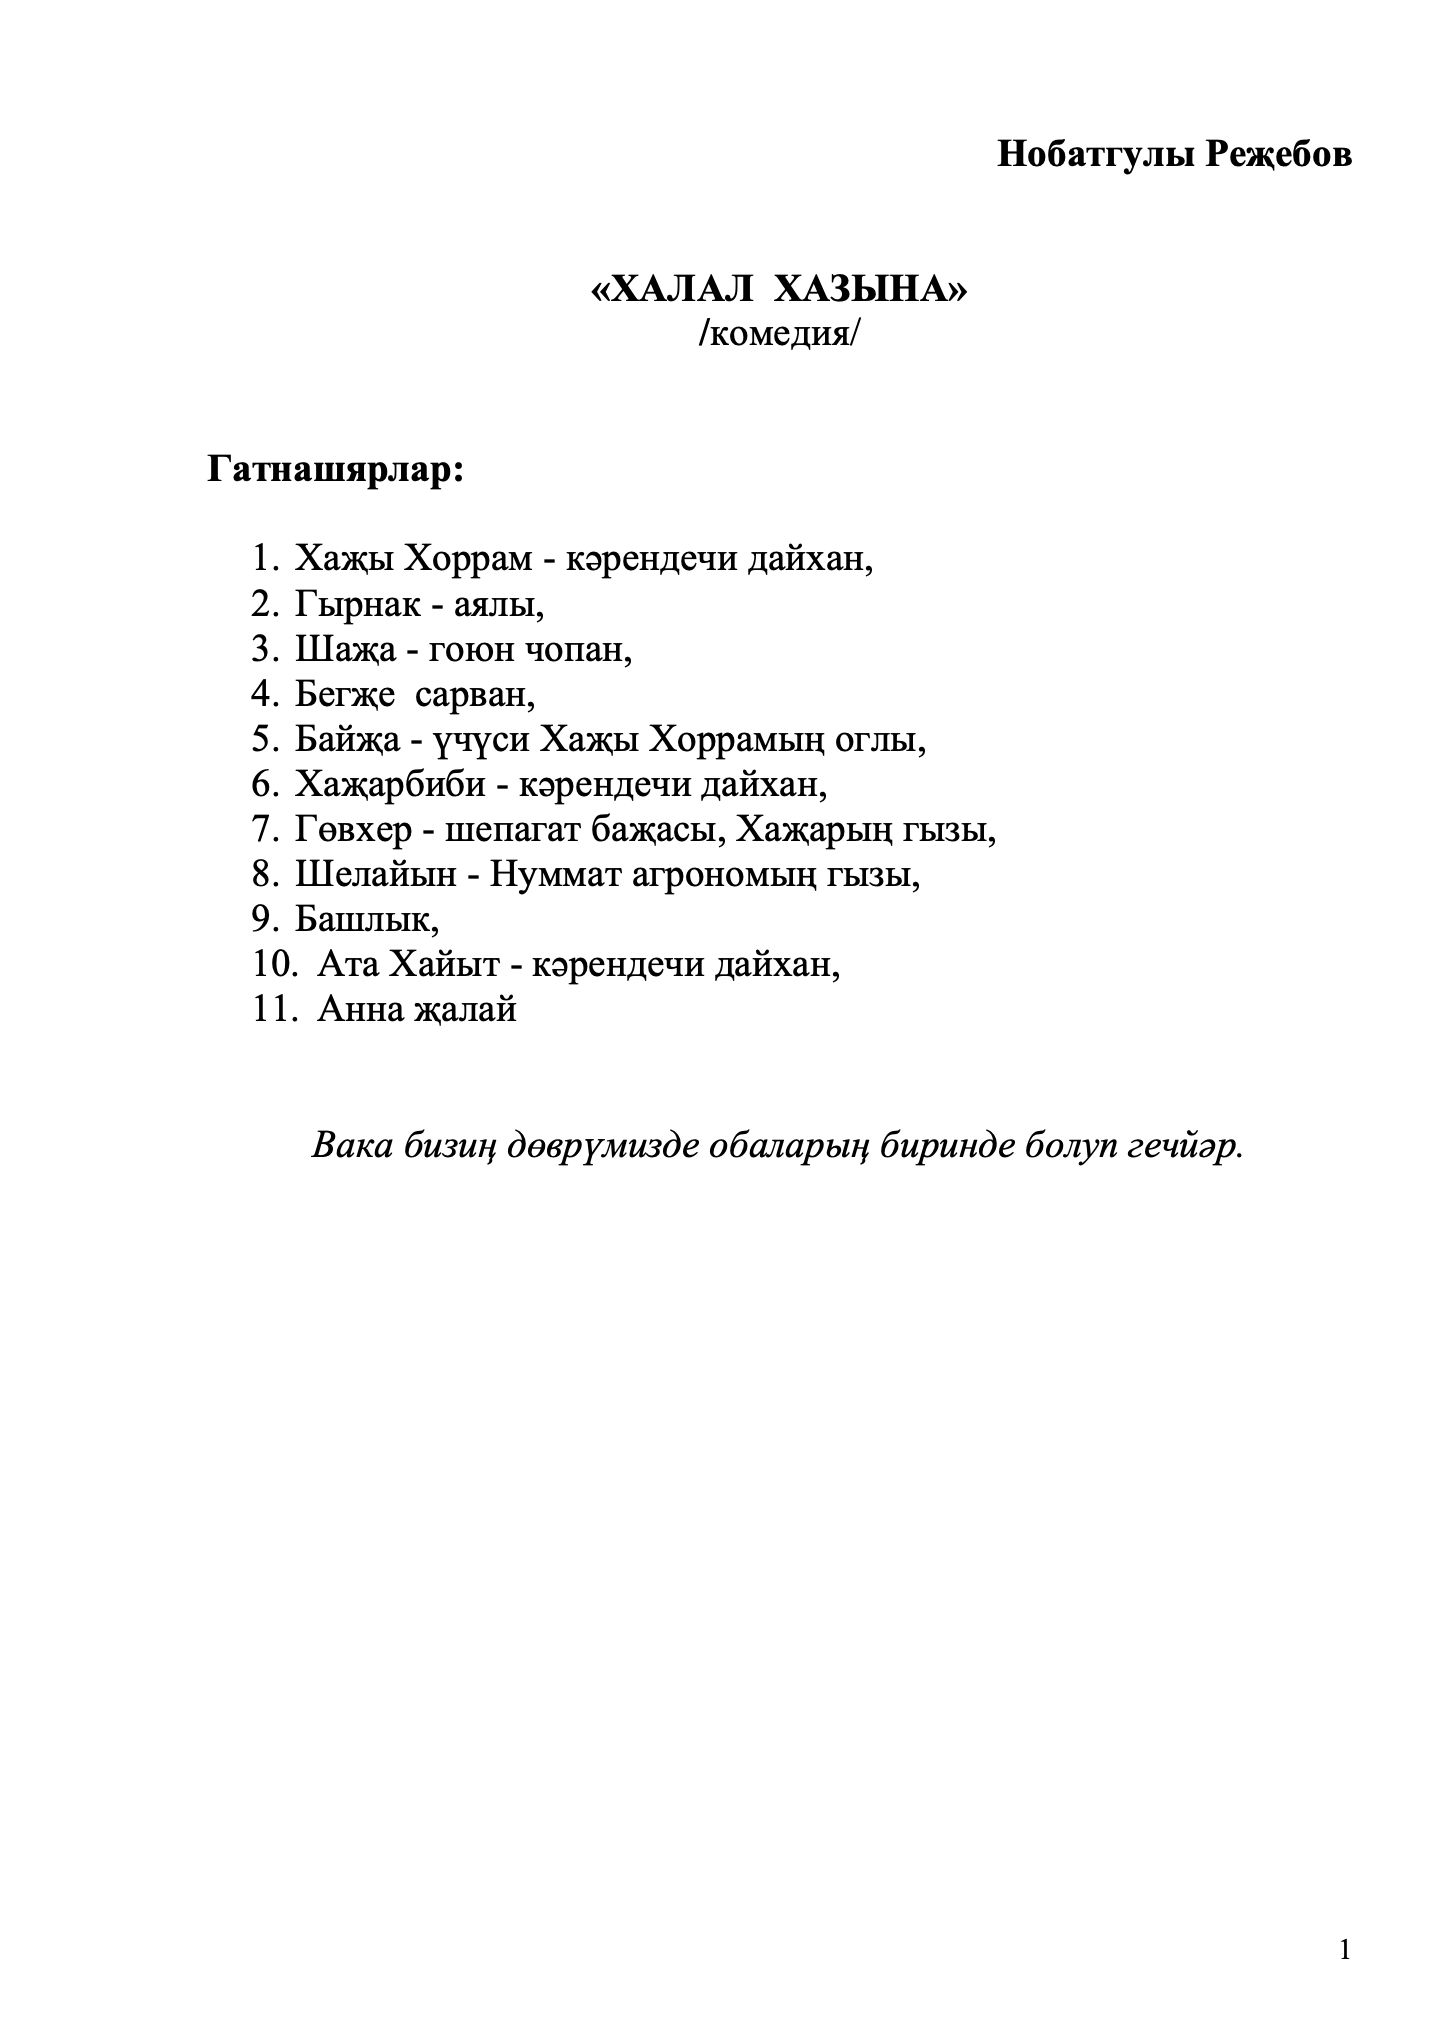 Нобатгулы Реҗебов
«ХАЛАЛ ХАЗЫНА»
/комедия/
Гатнашярлар:
1. Хаҗы Хоррам - кәрендечи дайхан,
2. Гырнак - аялы,
3. Шаҗа - гоюн чопан,
4. Бегҗе сарван,
5. Байҗа - үчүси Хаҗы Хоррамың оглы,
6. Хаҗарбиби - кәрендечи дайхан,
7. Гөвхер - шепагат баҗасы, Хаҗарың гызы,
8. Шелайын - Нуммат агрономың гызы,
9. Башлык,
10. Ата Хайыт - кәрендечи дайхан,
11. Анна җалай
Вака бизиң дөврүмизде обаларың биринде болуп гечйәр.
1